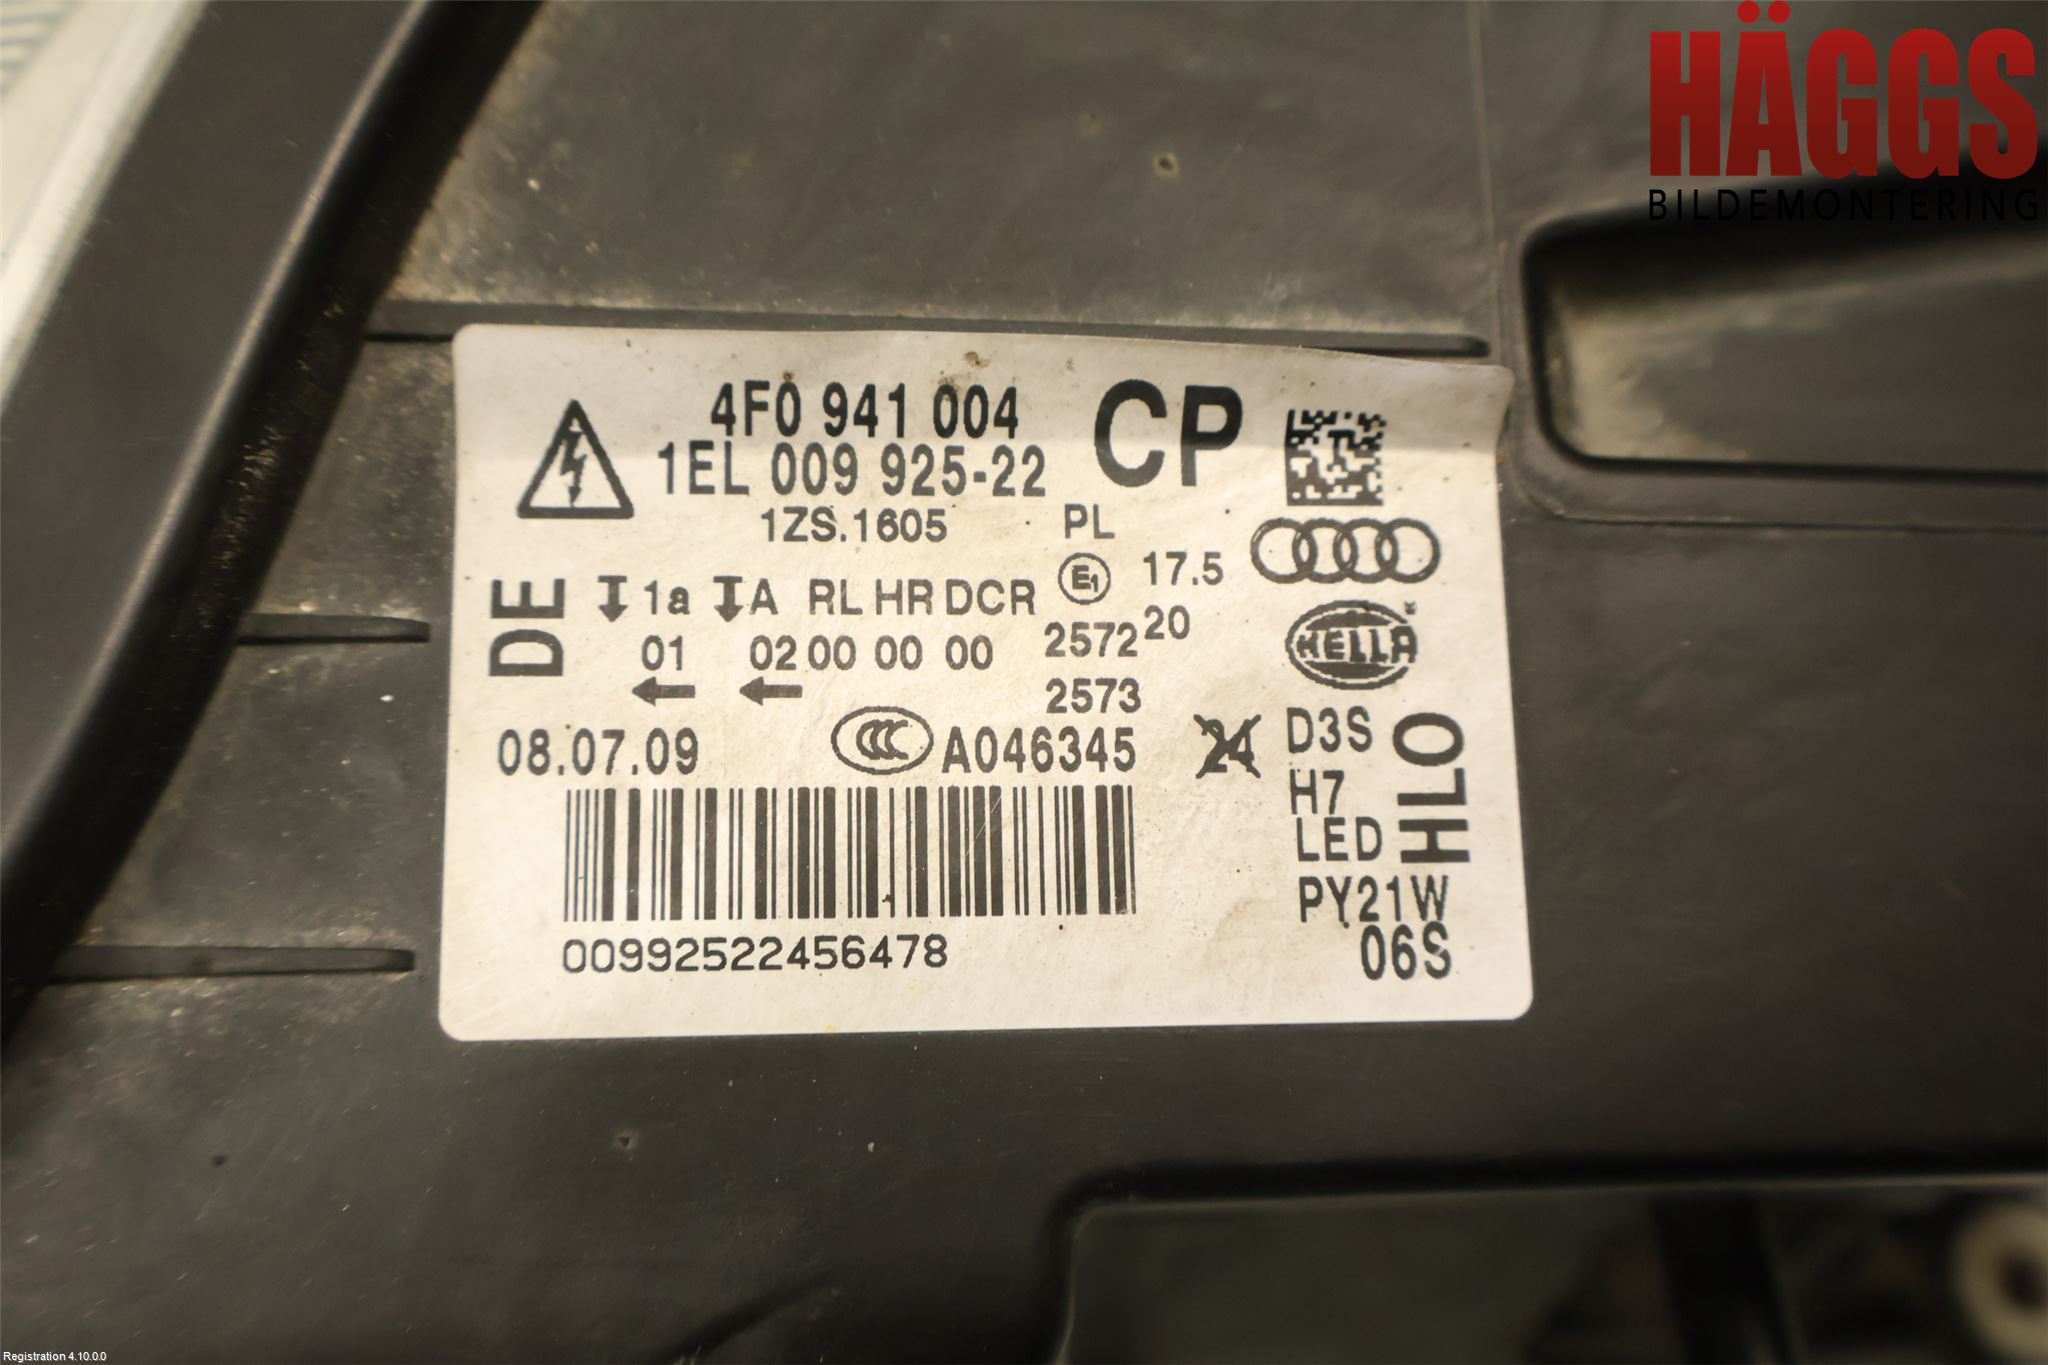 HÄGGS
BILDEMONTERING
4F0 941 004 CP
1EL 009 925-22
1ZS.1605 PL
DE 1a A RL HR DCR E1 17.5
01 02 00 00 00 2572 20
2573
HELLA
08.07.09 CCC A046345 24 D3S
H7
LED
HLO
PY21W
06S
00992522456478
Registration 4.10.0.0